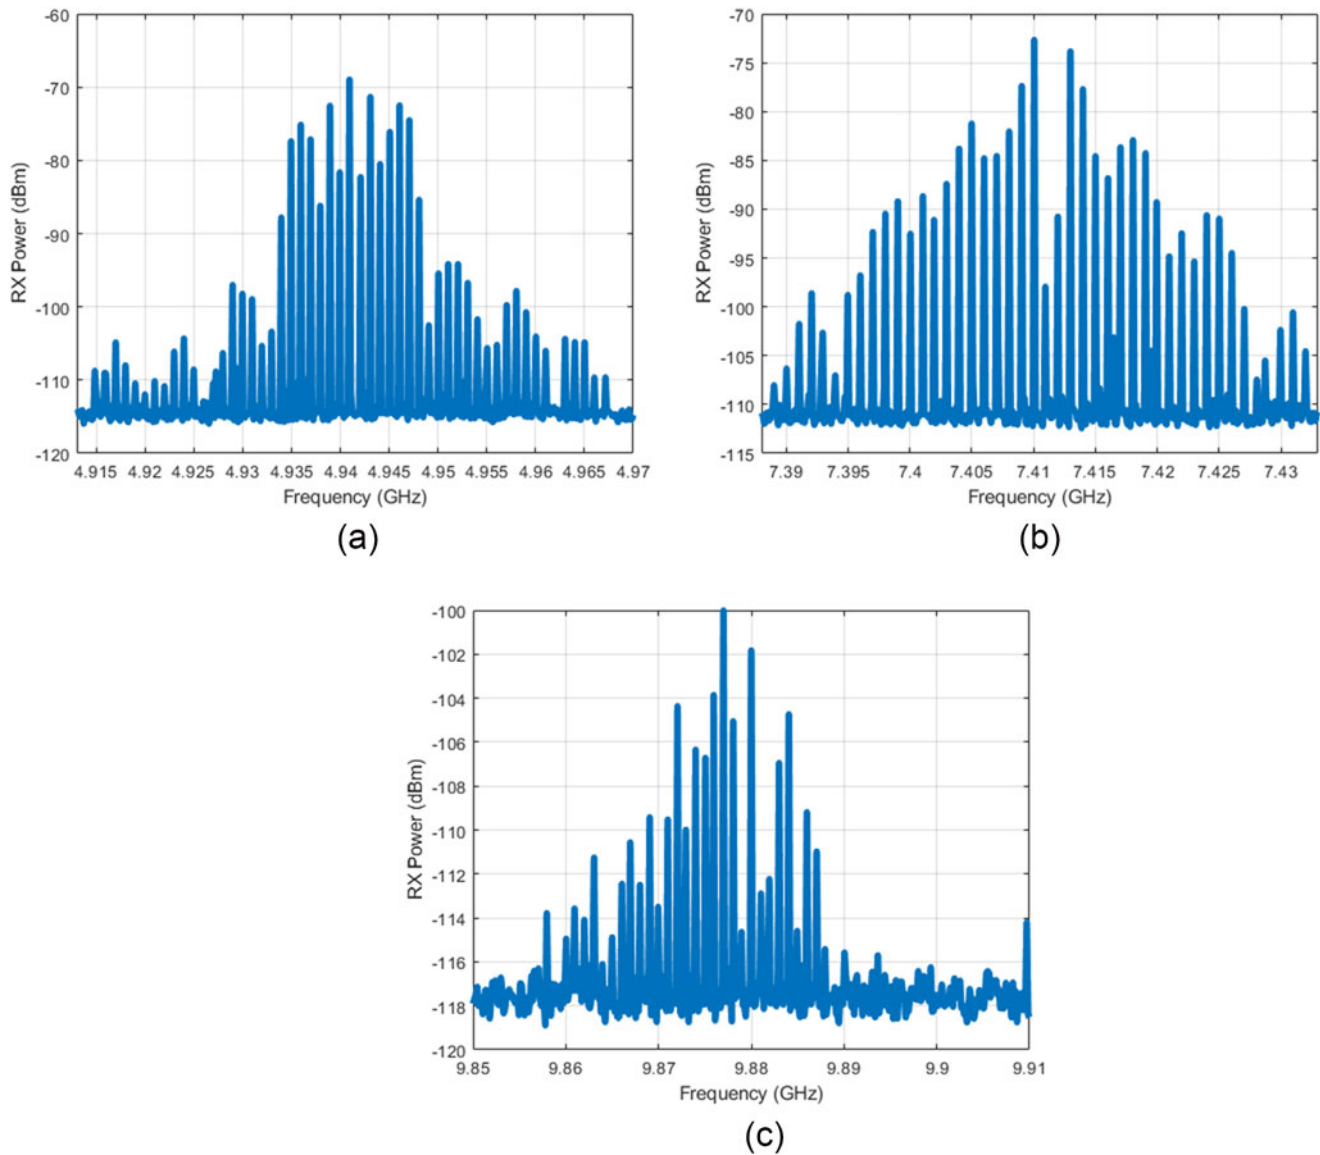 -60
-70
-80
-90
-100
-110
-120
RX Power (dBm)
4.915 4.92 4.925 4.93 4.935 4.94 4.945 4.95 4.955 4.96 4.965 4.97
Frequency (GHz)
(a)
-70
-75
-80
-85
-90
-95
-100
-105
-110
-115
RX Power (dBm)
7.39 7.395 7.4 7.405 7.41 7.415 7.42 7.425 7.43
Frequency (GHz)
(b)
-100
-102
-104
-106
-108
-110
-112
-114
-116
-118
-120
RX Power (dBm)
9.85 9.86 9.87 9.88 9.89 9.9 9.91
Frequency (GHz)
(c)